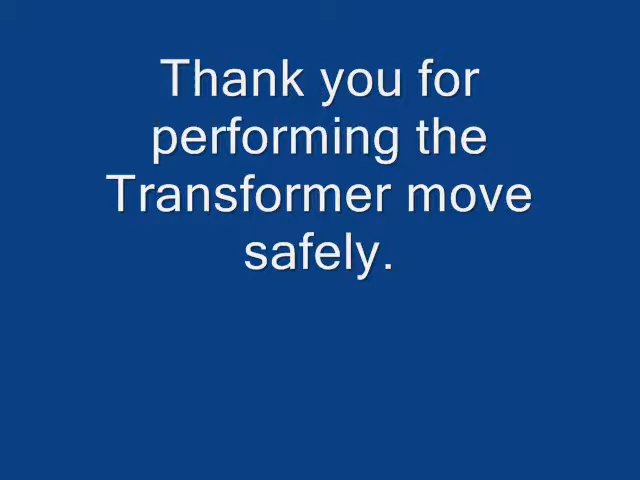 Thank you for
performing the
Transformer move
safely.